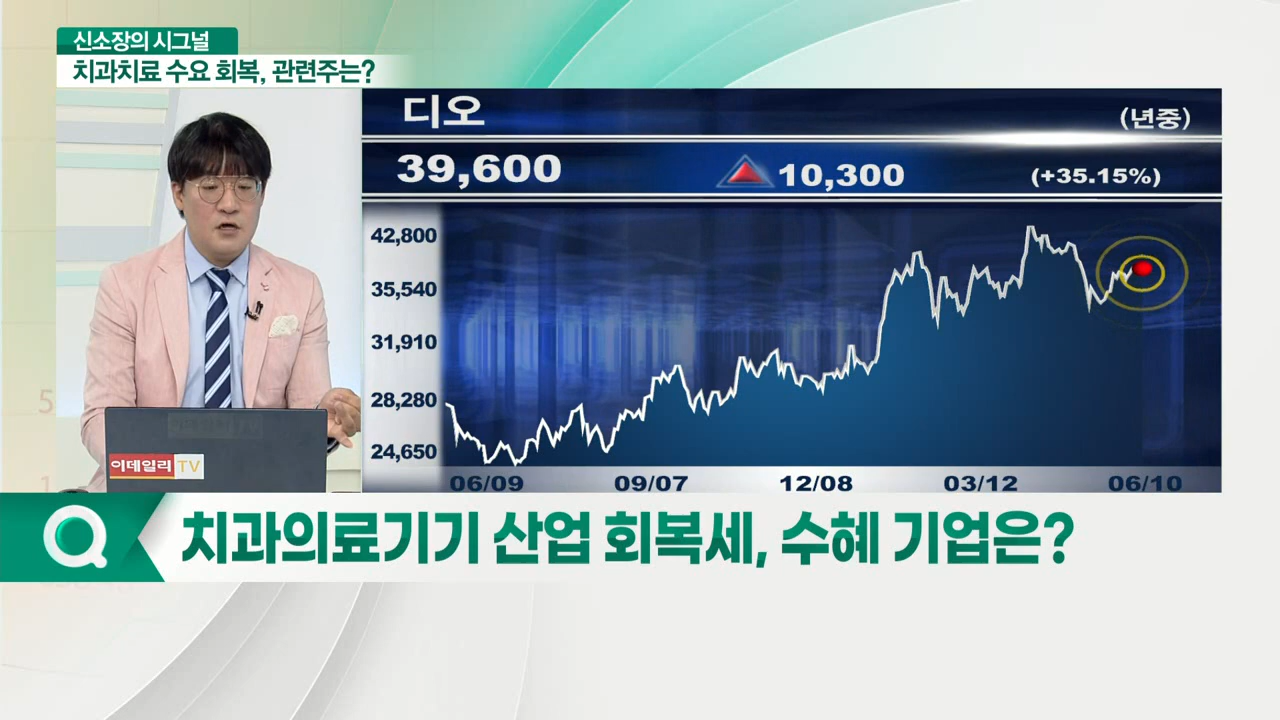 신소장의 시그널
치과치료 수요 회복, 관련주는?
디오
(년중)
39,600
10,300
(+35.15%)
42,800
35,540
31,910
28,280
24,650
06/09
09/07
12/08
03/12
06/10
이데일리 TV
치과의료기기 산업 회복세, 수혜 기업은?